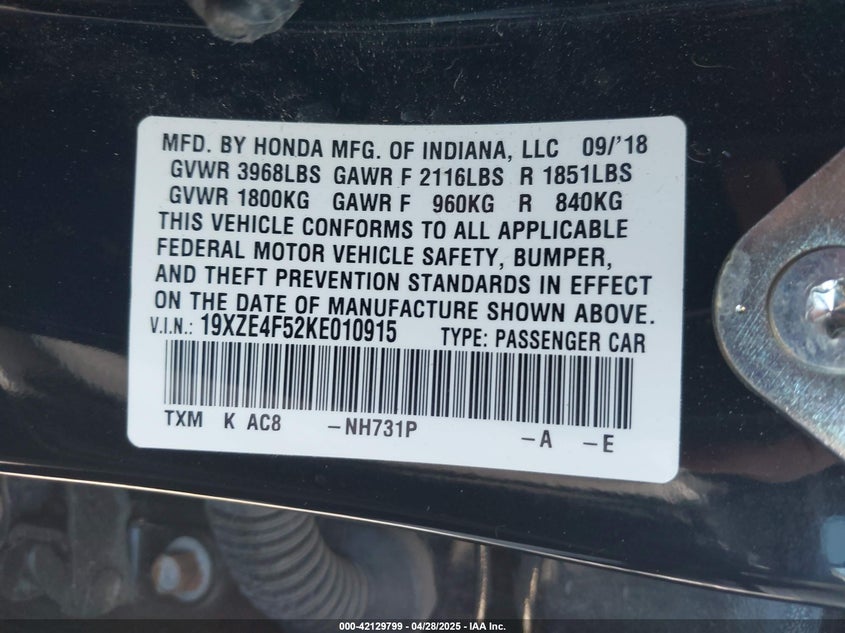 MFD. BY HONDA MFG. OF INDIANA, LLC 09/'18
GVWR 3968LBS GAWR F 2116LBS R 1851LBS
GVWR 1800KG GAWR F 960KG R 840KG
THIS VEHICLE CONFORMS TO ALL APPLICABLE
FEDERAL MOTOR VEHICLE SAFETY, BUMPER,
AND THEFT PREVENTION STANDARDS IN EFFECT
ON THE DATE OF MANUFACTURE SHOWN ABOVE.
V.I.N.: 19XZE4F52KE010915 TYPE: PASSENGER CAR
TXM K AC8 -NH731P -A -E
000-42129799 - 04/28/2025 - IAA Inc.